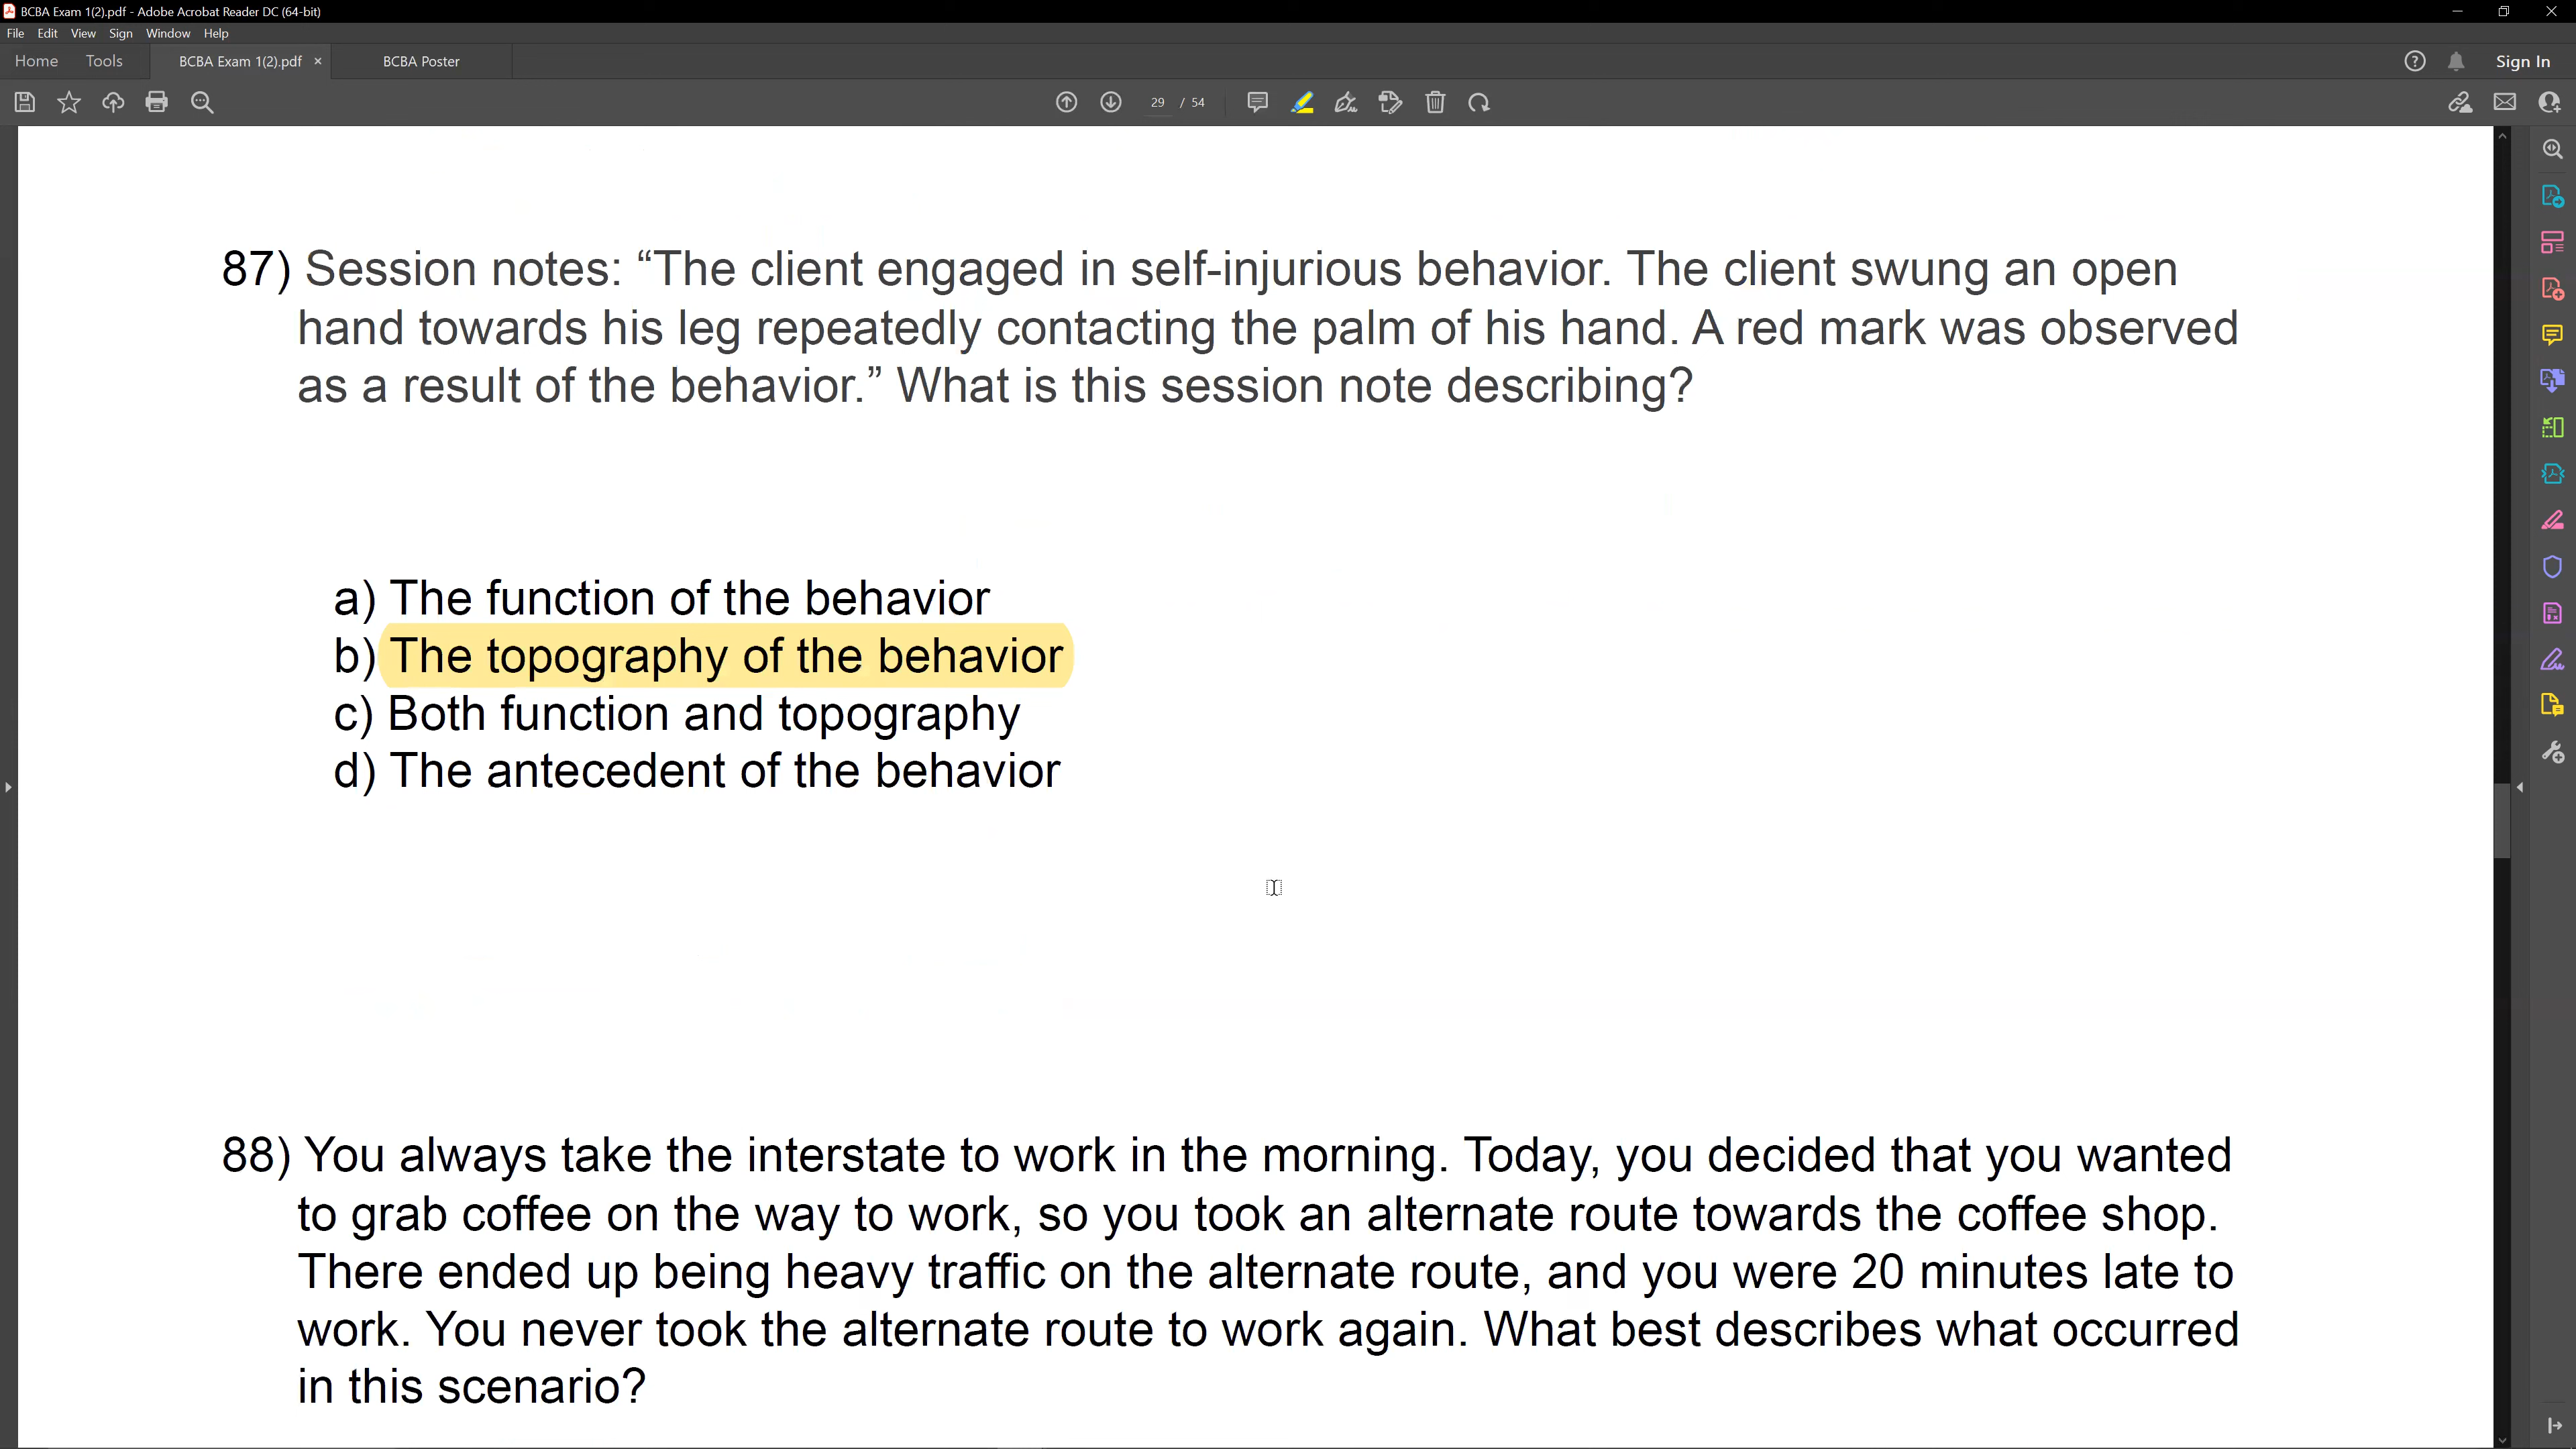 BCBA Exam 1(2).pdf - Adobe Acrobat Reader DC (64-bit)
File Edit View Sign Window Help
Home Tools BCBA Exam 1(2).pdf × BCBA Poster Sign In
29 / 54
87) Session notes: “The client engaged in self-injurious behavior. The client swung an open
hand towards his leg repeatedly contacting the palm of his hand. A red mark was observed
as a result of the behavior.” What is this session note describing?
a) The function of the behavior
b) The topography of the behavior
c) Both function and topography
d) The antecedent of the behavior
88) You always take the interstate to work in the morning. Today, you decided that you wanted
to grab coffee on the way to work, so you took an alternate route towards the coffee shop.
There ended up being heavy traffic on the alternate route, and you were 20 minutes late to
work. You never took the alternate route to work again. What best describes what occurred
in this scenario?